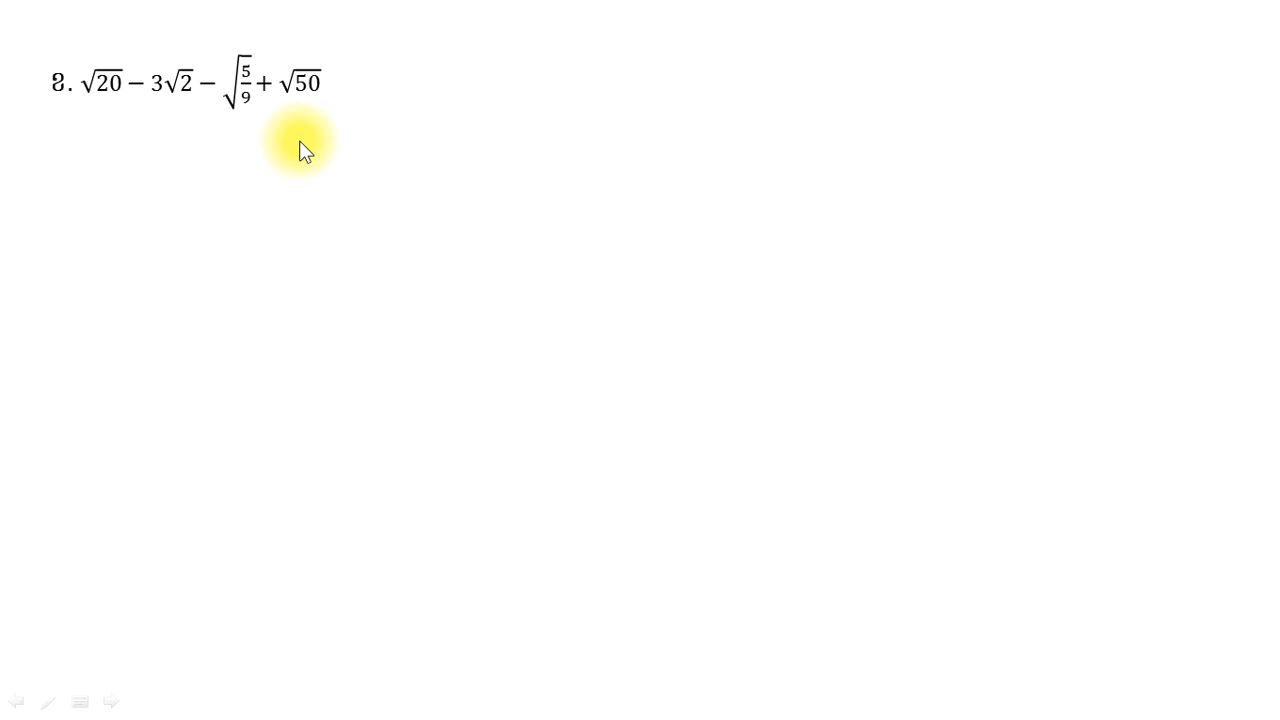 8. √20 − 3√2 − √(5/9) + √50